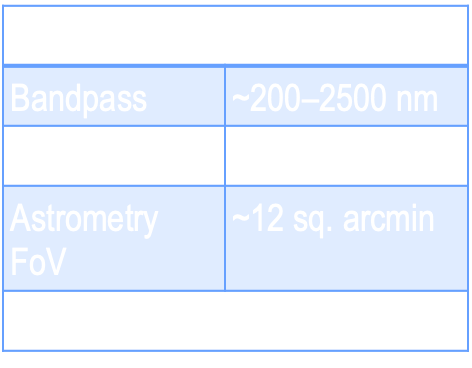 Bandpass ~200–2500 nm
Astrometry ~12 sq. arcmin
FoV